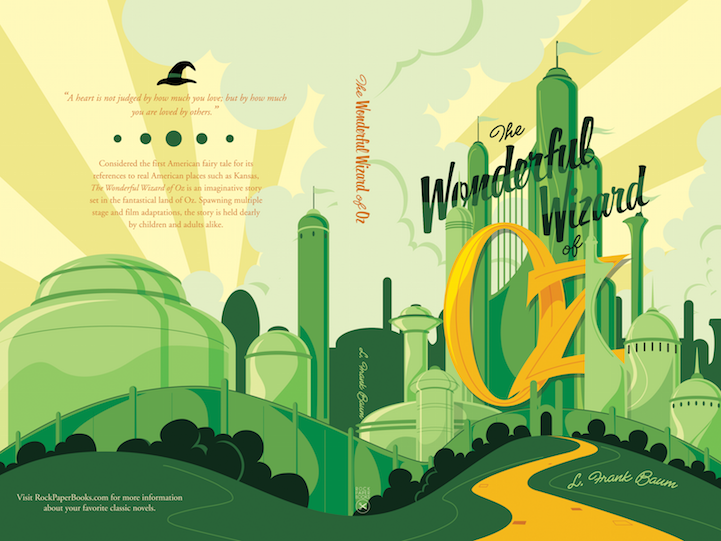 "A heart is not judged by how much you love; but by how much
you are loved by others."
Considered the first American fairy tale for its
references to real American places such as Kansas,
The Wonderful Wizard of Oz is an imaginative story
set in the fantastical land of Oz. Spawning multiple
stage and film adaptations, the story is held dearly
by children and adults alike.
Visit RockPaperBooks.com for more information
about your favorite classic novels.
The Wonderful Wizard of Oz
L. Frank Baum
ROCK
PAPER
BOOKS
The
Wonderful
Wizard
of
OZ
L. Frank Baum